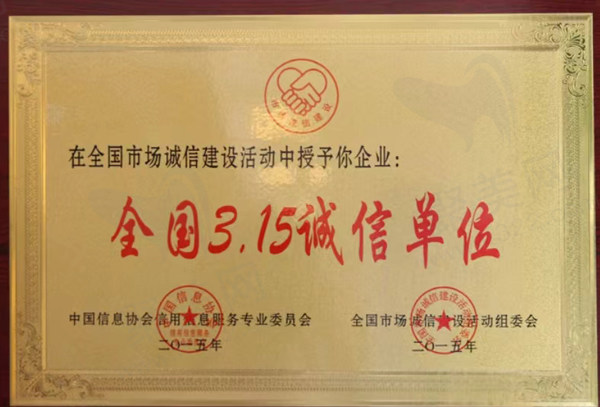 在全国市场诚信建设活动中授予你企业：
全国3.15诚信单位
中国信息协会信用信息服务专业委员会
二〇一五年
全国市场诚信建设活动组委会
二〇一五年